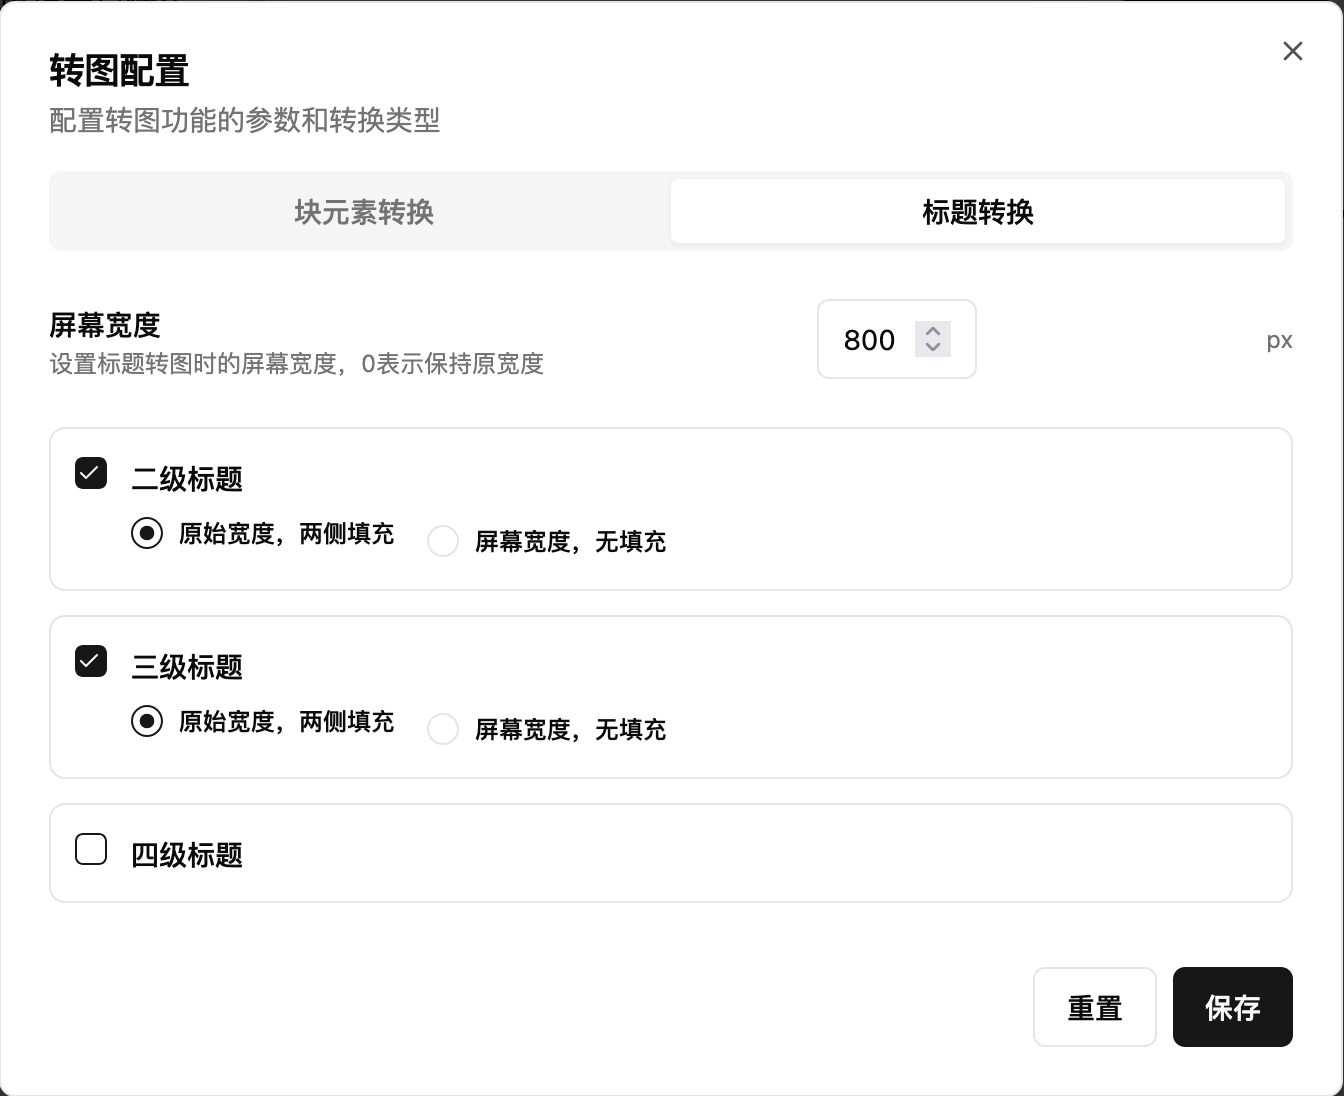 转图配置
配置转图功能的参数和转换类型
块元素转换
标题转换
屏幕宽度
设置标题转图时的屏幕宽度，0表示保持原宽度
800
px
二级标题
原始宽度，两侧填充
屏幕宽度，无填充
三级标题
原始宽度，两侧填充
屏幕宽度，无填充
四级标题
重置
保存